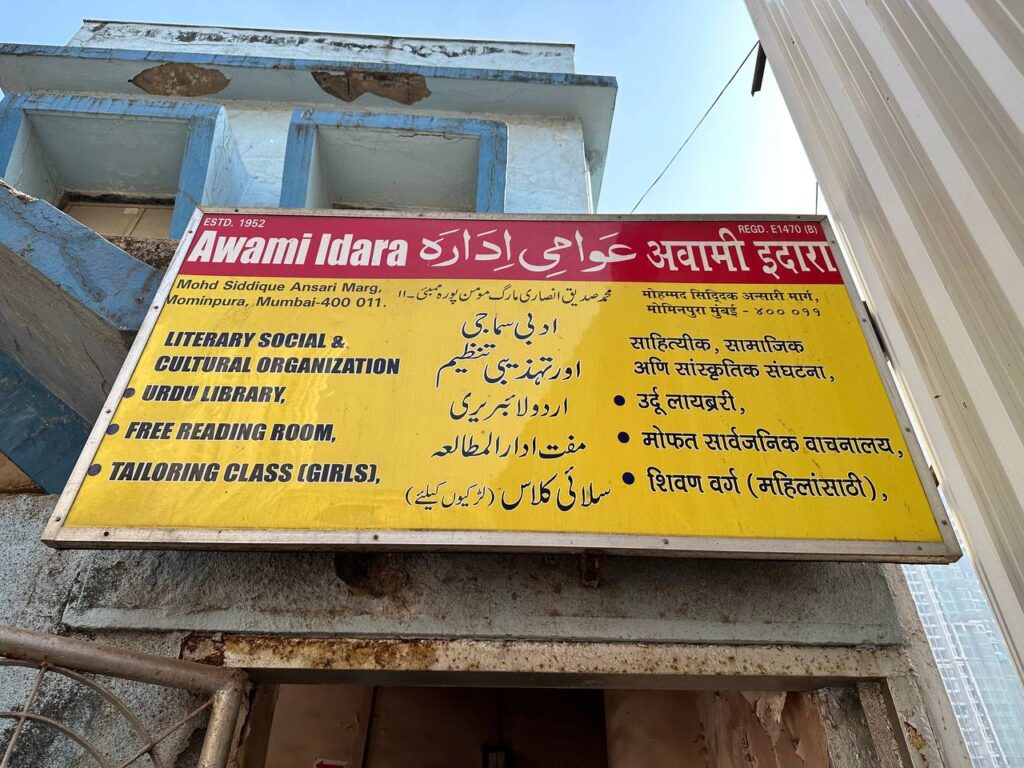 ESTD. 1952
REGD. E1470 (B)
Awami Idara عَوامِی اِدَارَہ अवामी इदारा
Mohd Siddique Ansari Marg,
Mominpura, Mumbai-400 011.
محمد صدیق انصاری مارگ مومن پورہ ممبئی ۔ ۱۱
मोहम्मद सिद्दिक अन्सारी मार्ग,
मोमिनपुरा मुंबई - ४०० ०११
LITERARY SOCIAL &
CULTURAL ORGANIZATION
• URDU LIBRARY,
• FREE READING ROOM,
• TAILORING CLASS (GIRLS),
ادبی سماجی
اور تہذیبی تنظیم
اردو لائبریری
مفت ادارالمطالعہ
سلائی کلاس (لڑکیوں کیلئے)
साहित्यीक, सामाजिक
अणि सांस्कृतिक संघटना,
• उर्दू लायब्ररी,
• मोफत सार्वजनिक वाचनालय,
• शिवण वर्ग (महिलांसाठी),